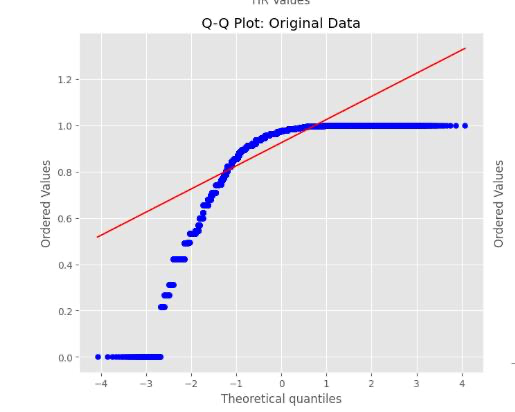 HR Values
Q-Q Plot: Original Data
1.2
1.0
0.8
0.6
0.4
0.2
0.0
Ordered Values
Ordered Values
−4 −3 −2 −1 0 1 2 3 4
Theoretical quantiles